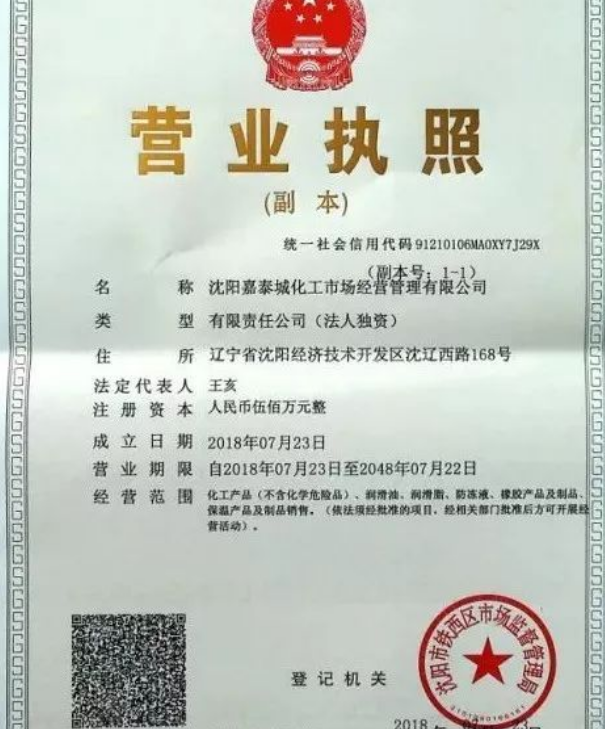 营业执照
(副 本)
统一社会信用代码 91210106MA0XY7J29X
(副本号: 1-1)
名 称 沈阳嘉泰城化工市场经营管理有限公司
类 型 有限责任公司（法人独资）
住 所 辽宁省沈阳经济技术开发区沈辽西路168号
法定代表人 王亥
注册资本 人民币伍佰万元整
成立日期 2018年07月23日
营业期限 自2018年07月23日至2048年07月22日
经营范围 化工产品（不含化学危险品）、润滑油、润滑脂、防冻液、橡胶产品及制品、
保温产品及制品销售。（依法须经批准的项目，经相关部门批准后方可开展经
营活动）。
沈阳市铁西区市场监督管理局
登记机关
2018 年 23